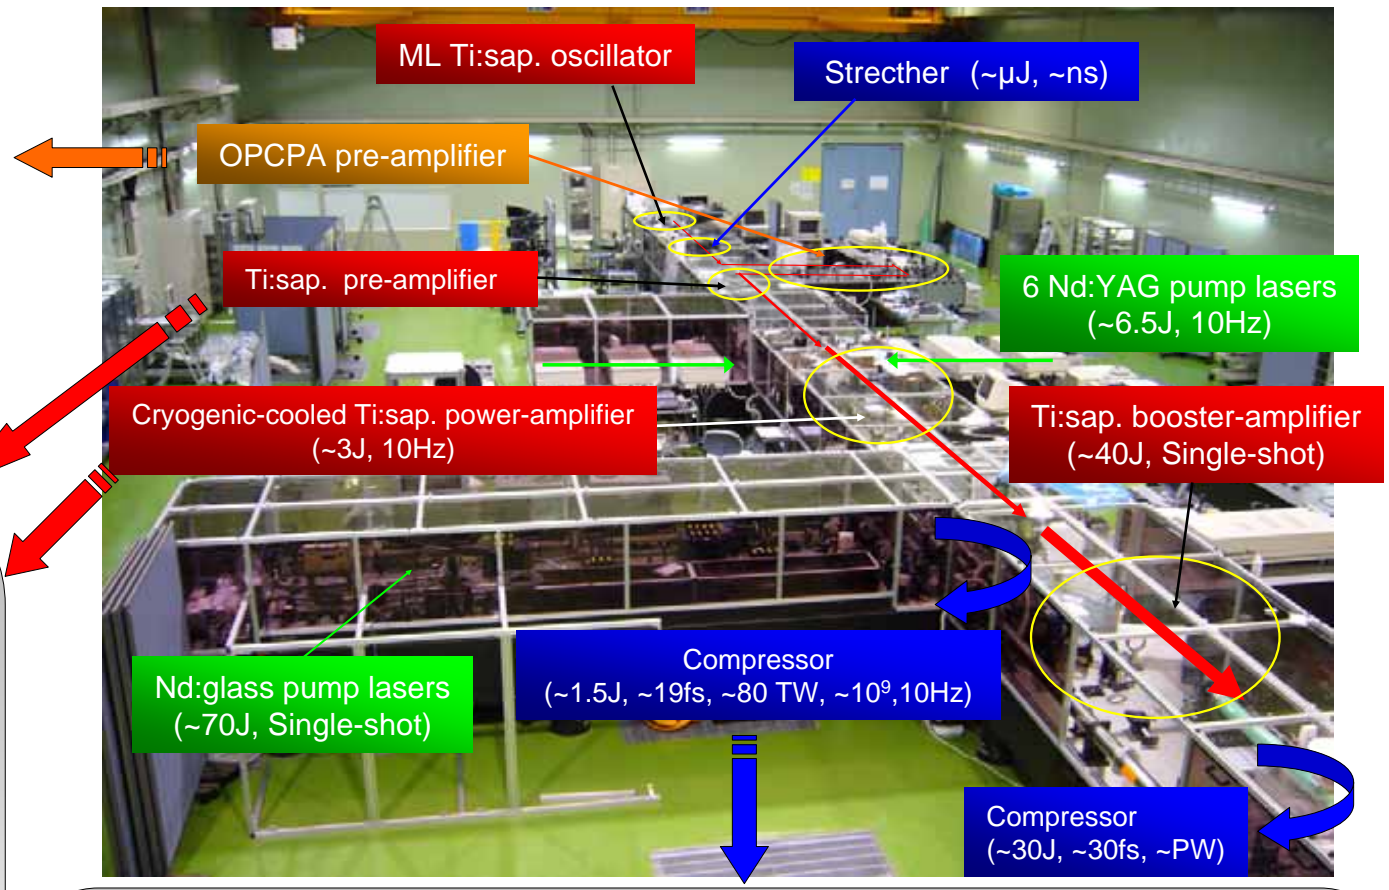 ML Ti:sap. oscillator
Strecther (~μJ, ~ns)
OPCPA pre-amplifier
Ti:sap. pre-amplifier
6 Nd:YAG pump lasers
(~6.5J, 10Hz)
Cryogenic-cooled Ti:sap. power-amplifier
(~3J, 10Hz)
Ti:sap. booster-amplifier
(~40J, Single-shot)
Nd:glass pump lasers
(~70J, Single-shot)
Compressor
(~1.5J, ~19fs, ~80 TW, ~10⁹,10Hz)
Compressor
(~30J, ~30fs, ~PW)